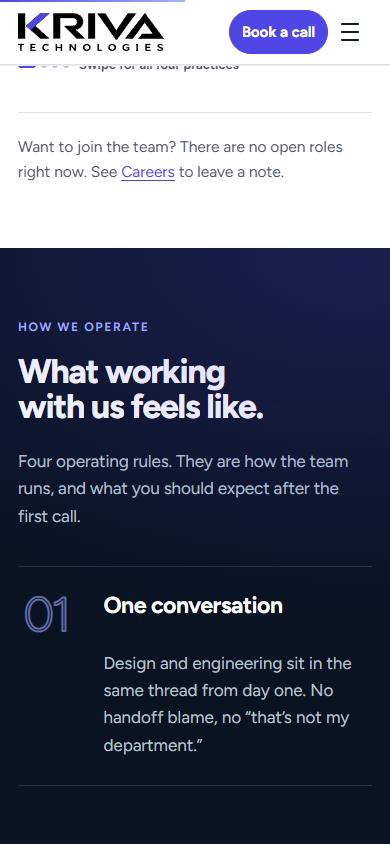 KRIVA
TECHNOLOGIES
Book a call
Swipe for all four practices
Want to join the team? There are no open roles
right now. See Careers to leave a note.
HOW WE OPERATE
What working
with us feels like.
Four operating rules. They are how the team
runs, and what you should expect after the
first call.
01
One conversation
Design and engineering sit in the
same thread from day one. No
handoff blame, no “that’s not my
department.”